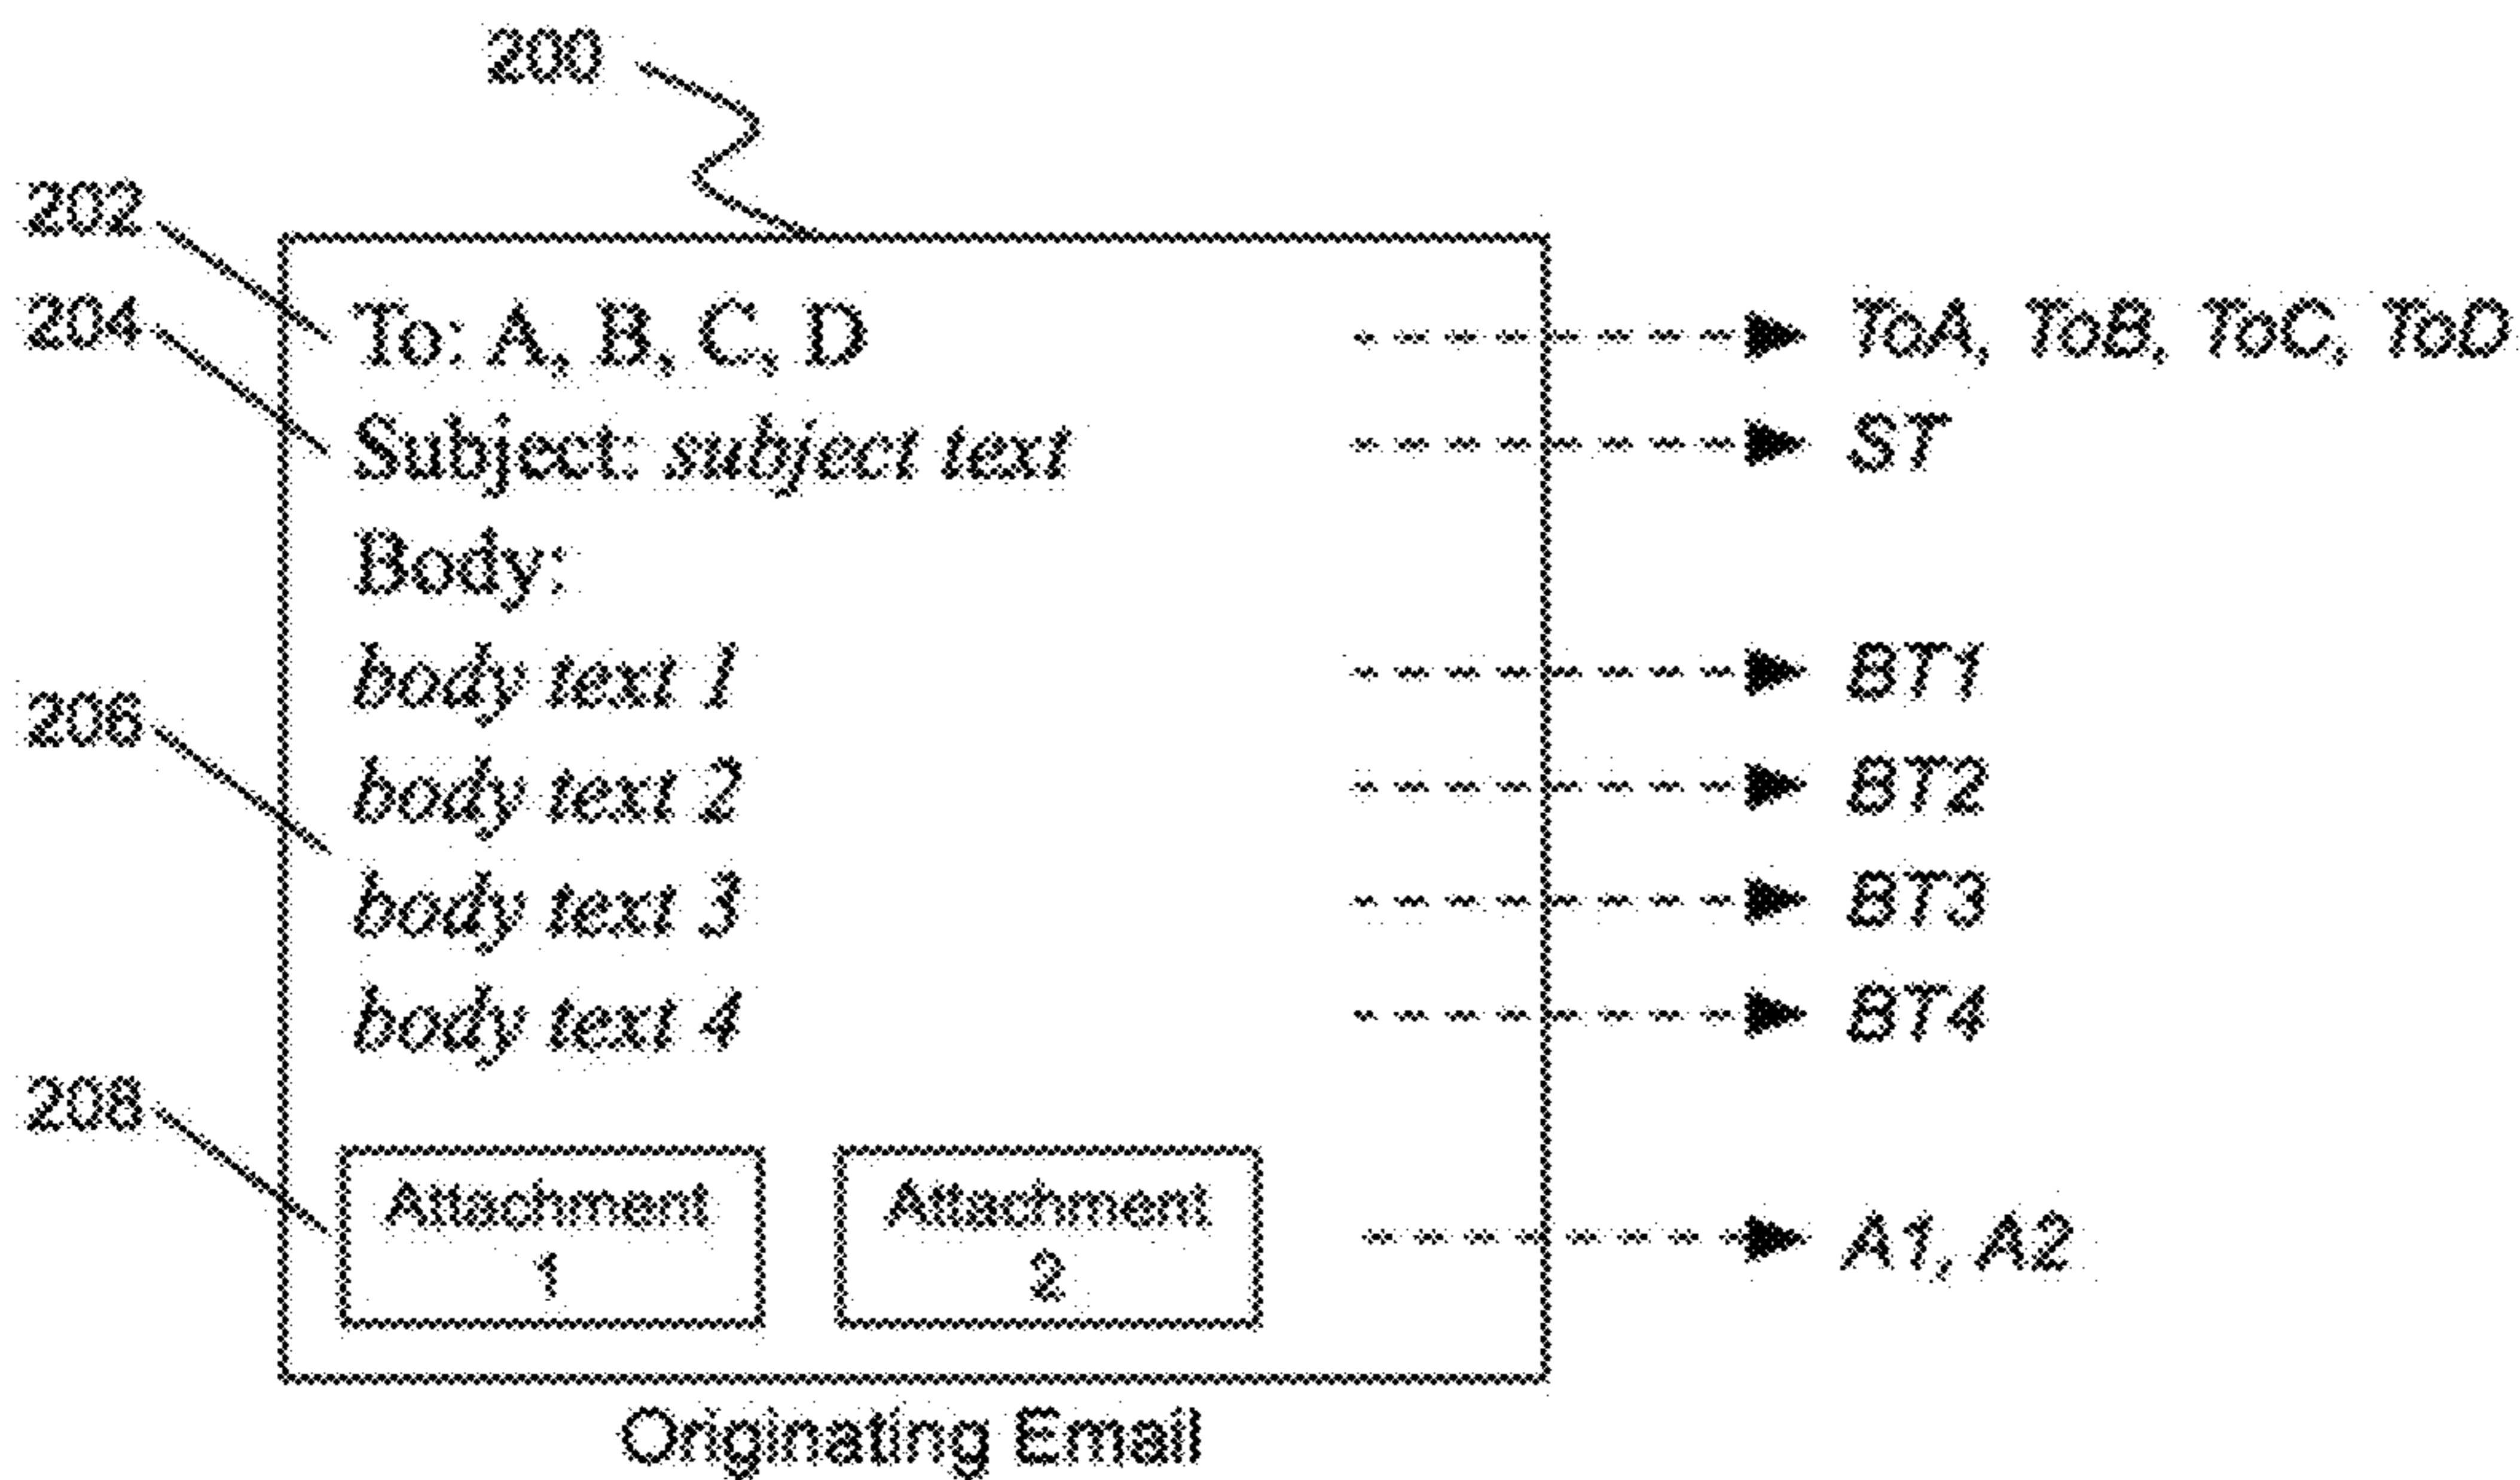 200
202
204
To: A, B, C, D
ToA, ToB, ToC, ToD
Subject: subject text
ST
Body:
body text 1
BT1
206
body text 2
BT2
body text 3
BT3
body text 4
BT4
208
Attachment
1
Attachment
2
A1, A2
Originating Email